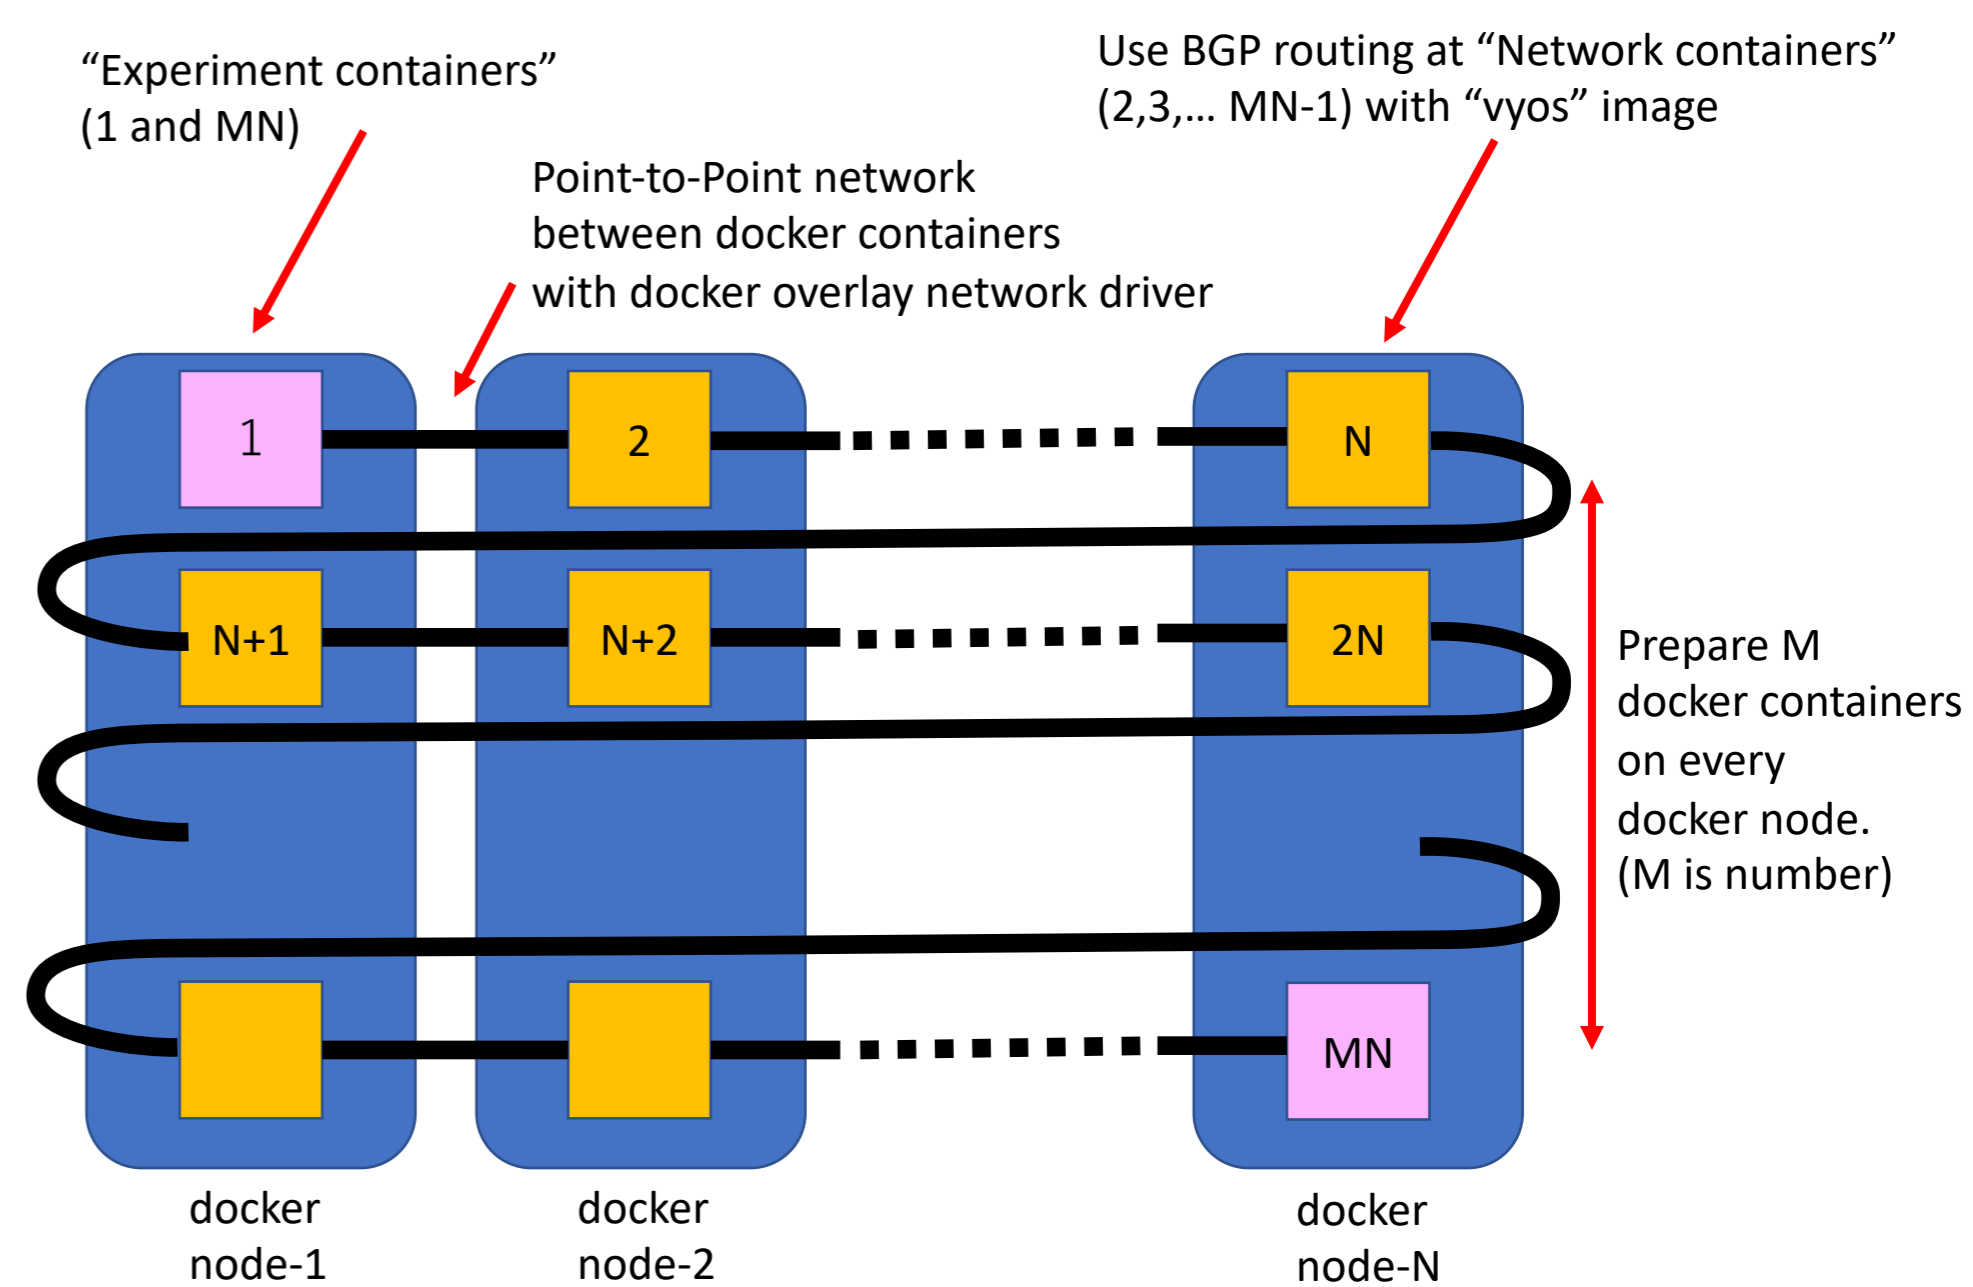 “Experiment containers”
(1 and MN)
Use BGP routing at “Network containers”
(2,3,... MN-1) with “vyos” image
Point-to-Point network
between docker containers
with docker overlay network driver
1
2
N
N+1
N+2
2N
Prepare M
docker containers
on every
docker node.
(M is number)
MN
docker
node-1
docker
node-2
docker
node-N